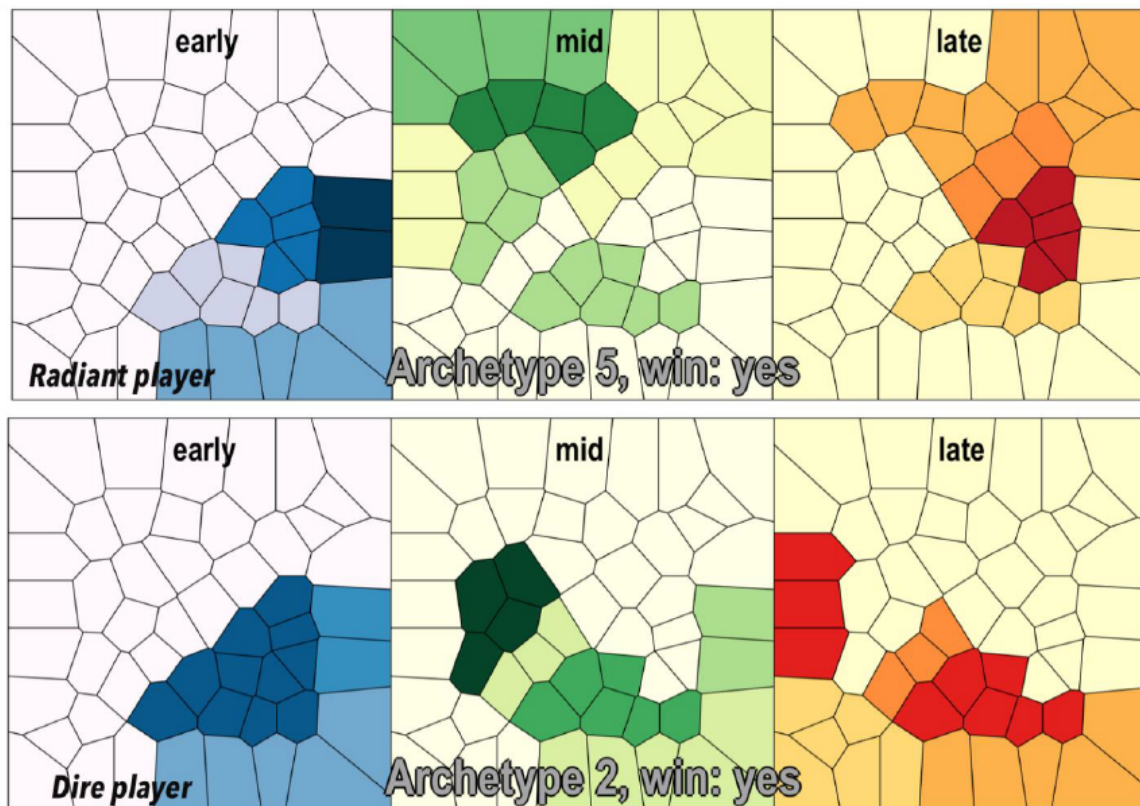 early mid late
Radiant player Archetype 5, win: yes
early mid late
Dire player Archetype 2, win: yes